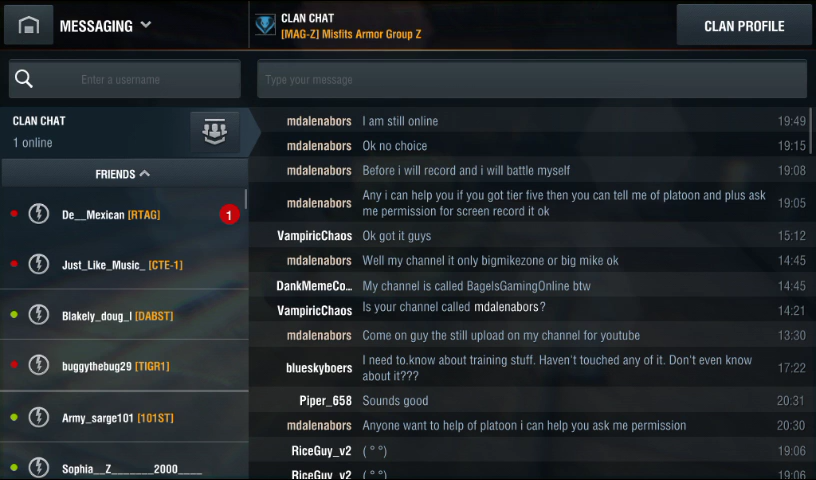 MESSAGING
CLAN CHAT
[MAG-Z] Misfits Armor Group Z
CLAN PROFILE
Enter a username
Type your message
CLAN CHAT
1 online
FRIENDS
De__Mexican [RTAG]
1
Just_Like_Music_ [CTE-1]
Blakely_doug_I [DABST]
buggythebug29 [TIGR1]
Army_sarge101 [101ST]
Sophia__Z_______2000____
mdalenabors I am still online 19:49
mdalenabors Ok no choice 19:15
mdalenabors Before i will record and i will battle myself 19:08
mdalenabors Any i can help you if you got tier five then you can tell me of platoon and plus ask
me permission for screen record it ok 19:05
VampiricChaos Ok got it guys 15:12
mdalenabors Well my channel it only bigmikezone or big mike ok 14:45
DankMemeCo... My channel is called BagelsGamingOnline btw 14:45
VampiricChaos Is your channel called mdalenabors? 14:21
mdalenabors Come on guy the still upload on my channel for youtube 13:30
blueskyboers I need to.know about training stuff. Haven't touched any of it. Don't even know
about it??? 17:22
Piper_658 Sounds good 20:31
mdalenabors Anyone want to help of platoon i can help you ask me permission 20:30
RiceGuy_v2 ( ° °) 19:06
RiceGuy_v2 ( ° °) 19:06